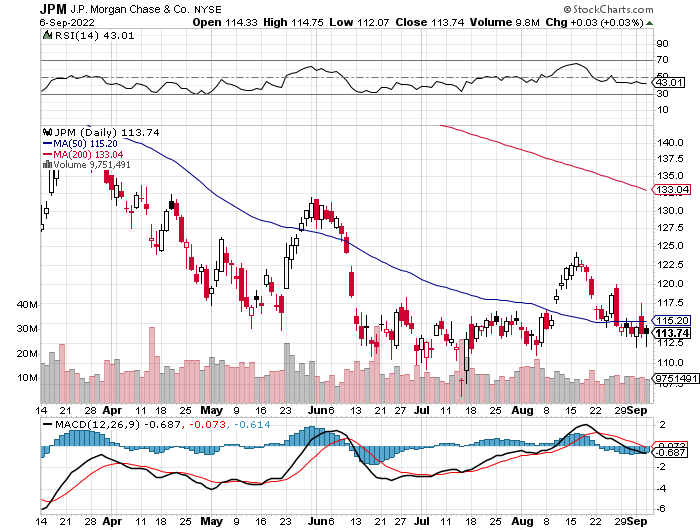 JPM J.P. Morgan Chase & Co. NYSE © StockCharts.com
6-Sep-2022 Open 114.33 High 114.75 Low 112.07 Close 113.74 Volume 9.8M Chg +0.03 (+0.03%)
RSI(14) 43.01
90
70
50
43.01
30
10
JPM (Daily) 113.74
MA(50) 115.20
MA(200) 133.04
Volume 9,751,491
140.0
137.5
135.0
133.04
130.0
127.5
125.0
122.5
120.0
117.5
115.20
113.74
112.5
110.0
9751491
40M
30M
20M
10M
14 21 28 Apr 11 18 25 May 9 16 23 Jun 6 13 21 27 Jul 11 18 25 Aug 8 15 22 29 Sep
MACD(12,26,9) -0.687, -0.073, -0.614
2
-0.073
-0.687
-2
-4
-6
14 21 28 Apr 11 18 25 May 9 16 23 Jun 6 13 21 27 Jul 11 18 25 Aug 8 15 22 29 Sep